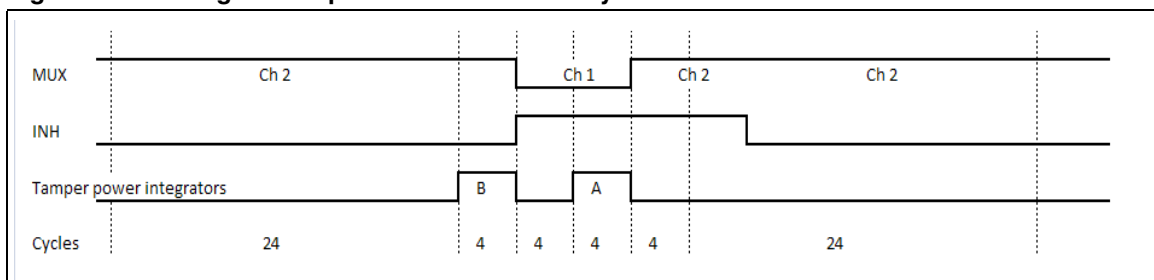 MUX Ch 2 Ch 1 Ch 2 Ch 2
INH
Tamper power integrators B A
Cycles 24 4 4 4 4 24